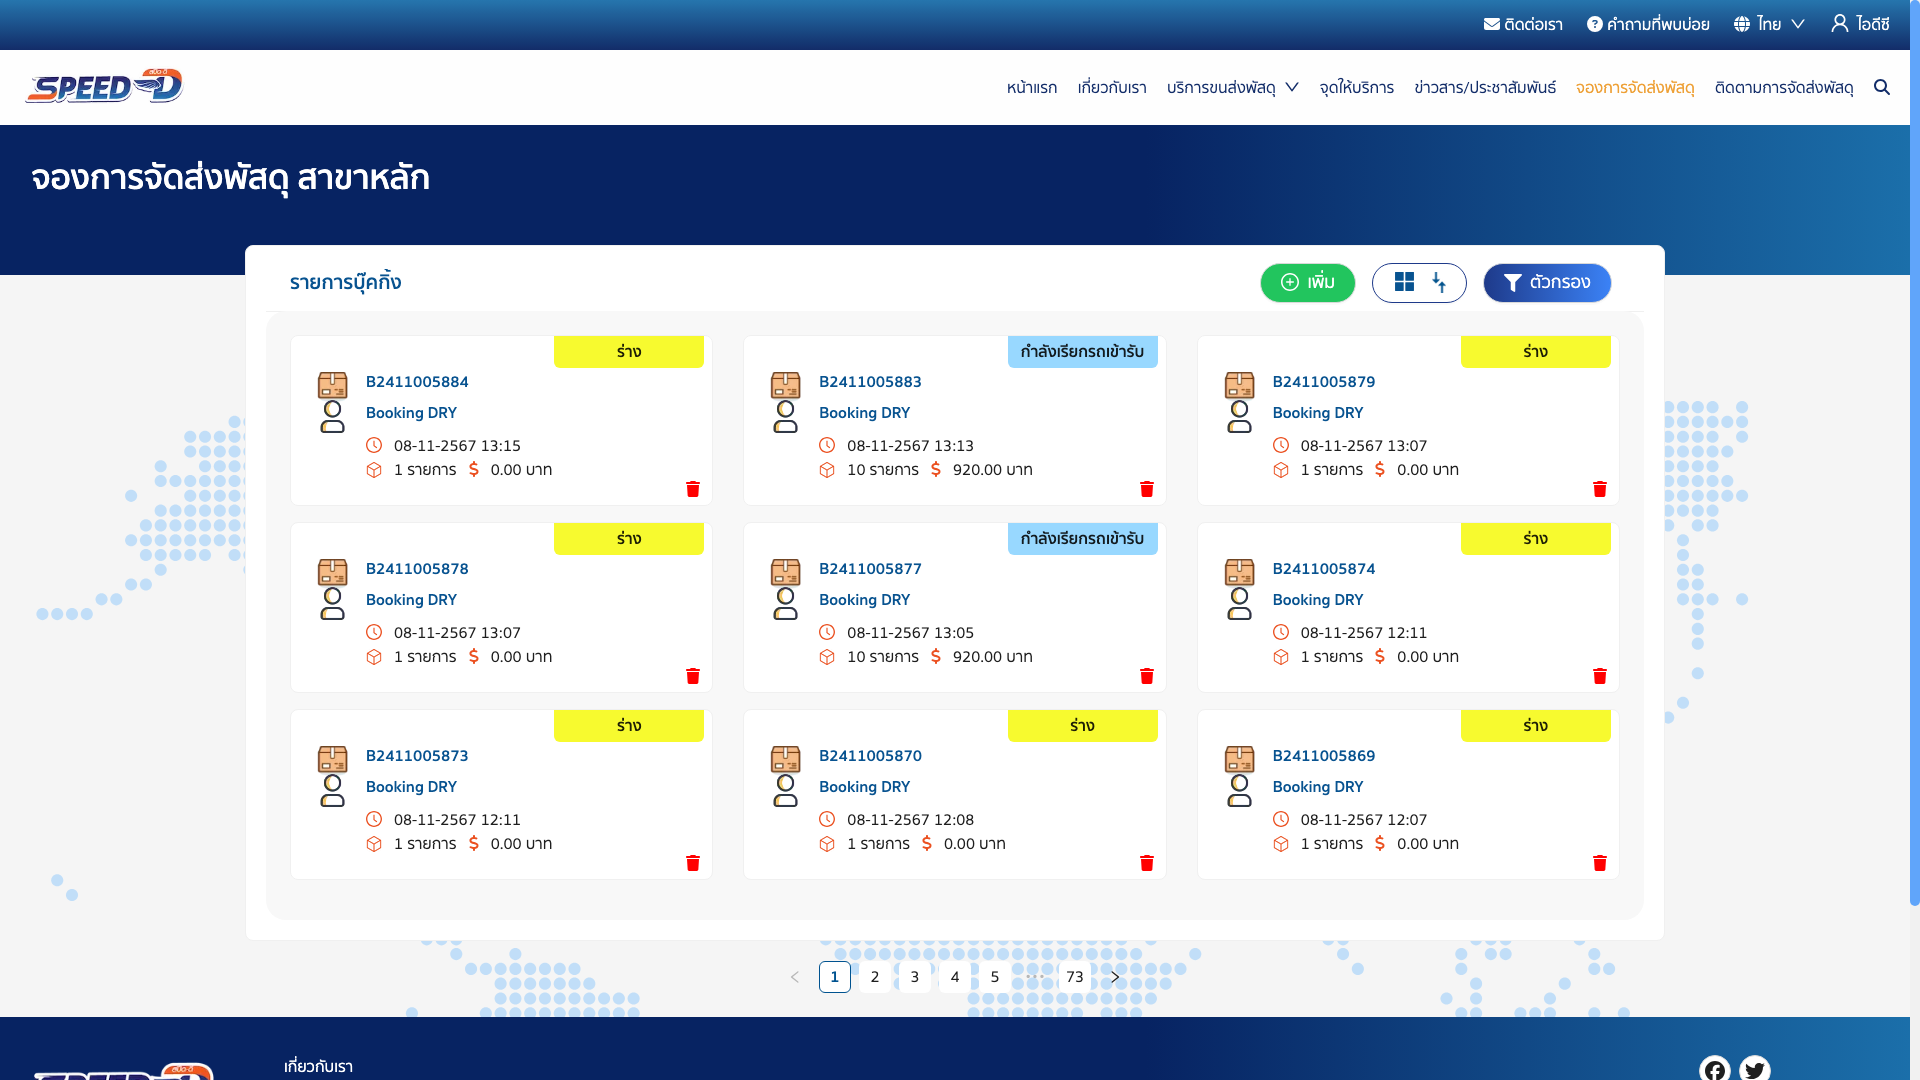 ติดต่อเรา คำถามที่พบบ่อย ไทย ไอดีซี
สปีด-ดี
SPEED-D
หน้าแรก เกี่ยวกับเรา บริการขนส่งพัสดุ จุดให้บริการ ข่าวสาร/ประชาสัมพันธ์ จองการจัดส่งพัสดุ ติดตามการจัดส่งพัสดุ
จองการจัดส่งพัสดุ สาขาหลัก
รายการบุ๊คกิ้ง
เพิ่ม
ตัวกรอง
ร่าง
B2411005884
Booking DRY
08-11-2567 13:15
1 รายการ $ 0.00 บาท
กำลังเรียกรถเข้ารับ
B2411005883
Booking DRY
08-11-2567 13:13
10 รายการ $ 920.00 บาท
ร่าง
B2411005879
Booking DRY
08-11-2567 13:07
1 รายการ $ 0.00 บาท
ร่าง
B2411005878
Booking DRY
08-11-2567 13:07
1 รายการ $ 0.00 บาท
กำลังเรียกรถเข้ารับ
B2411005877
Booking DRY
08-11-2567 13:05
10 รายการ $ 920.00 บาท
ร่าง
B2411005874
Booking DRY
08-11-2567 12:11
1 รายการ $ 0.00 บาท
ร่าง
B2411005873
Booking DRY
08-11-2567 12:11
1 รายการ $ 0.00 บาท
ร่าง
B2411005870
Booking DRY
08-11-2567 12:08
1 รายการ $ 0.00 บาท
ร่าง
B2411005869
Booking DRY
08-11-2567 12:07
1 รายการ $ 0.00 บาท
1 2 3 4 5 ••• 73
เกี่ยวกับเรา
สปีด-ดี
SPEED-D